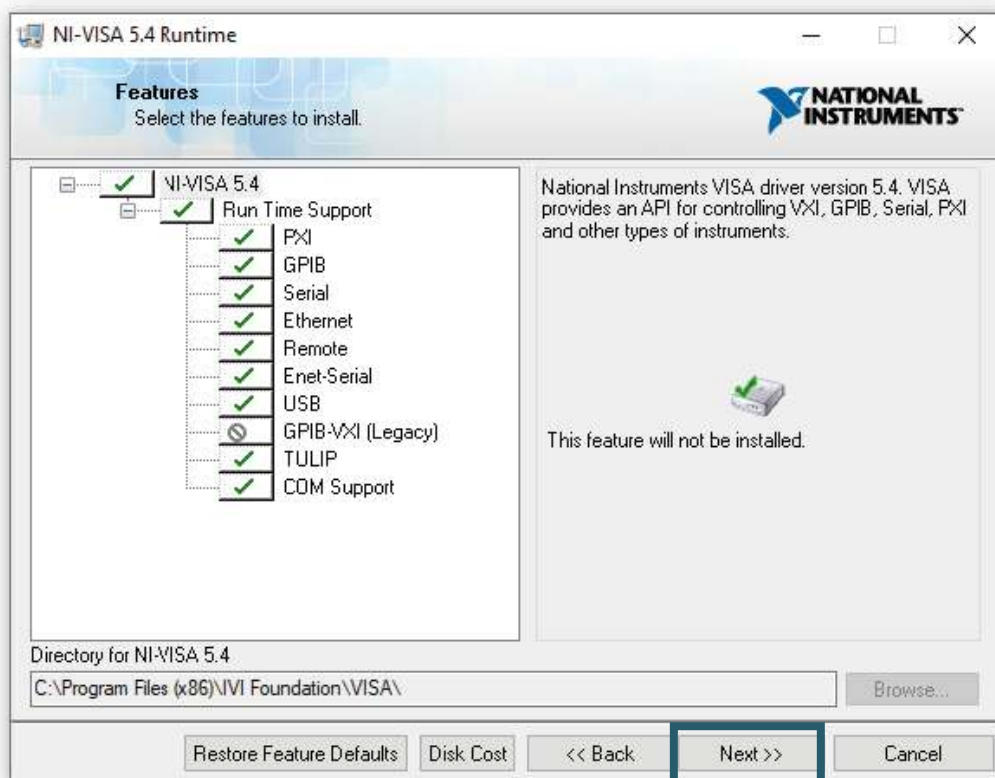 NI-VISA 5.4 Runtime
Features
Select the features to install.
NATIONAL
INSTRUMENTS™
NI-VISA 5.4
Run Time Support
PXI
GPIB
Serial
Ethernet
Remote
Enet-Serial
USB
GPIB-VXI (Legacy)
TULIP
COM Support
National Instruments VISA driver version 5.4. VISA
provides an API for controlling VXI, GPIB, Serial, PXI
and other types of instruments.
This feature will not be installed.
Directory for NI-VISA 5.4
C:\Program Files (x86)\IVI Foundation\VISA\
Browse...
Restore Feature Defaults
Disk Cost
<< Back
Next >>
Cancel